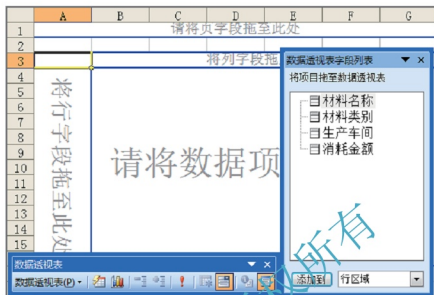 A B C D E F G
1 请将页字段拖至此处
2
3 将列字段拖
4
5
6
7
8
9
10
11
12
13
14
15
将行字段拖至此处
请将数据项
数据透视表字段列表
将项目拖至数据透视表
材料名称
材料类别
生产车间
消耗金额
添加到 行区域
数据透视表
数据透视表(P)
所有